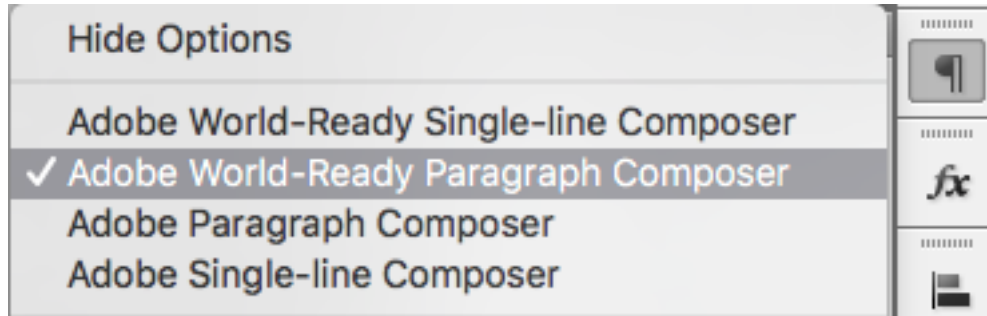 Hide Options
Adobe World-Ready Single-line Composer
✓ Adobe World-Ready Paragraph Composer
Adobe Paragraph Composer
Adobe Single-line Composer
¶
fx